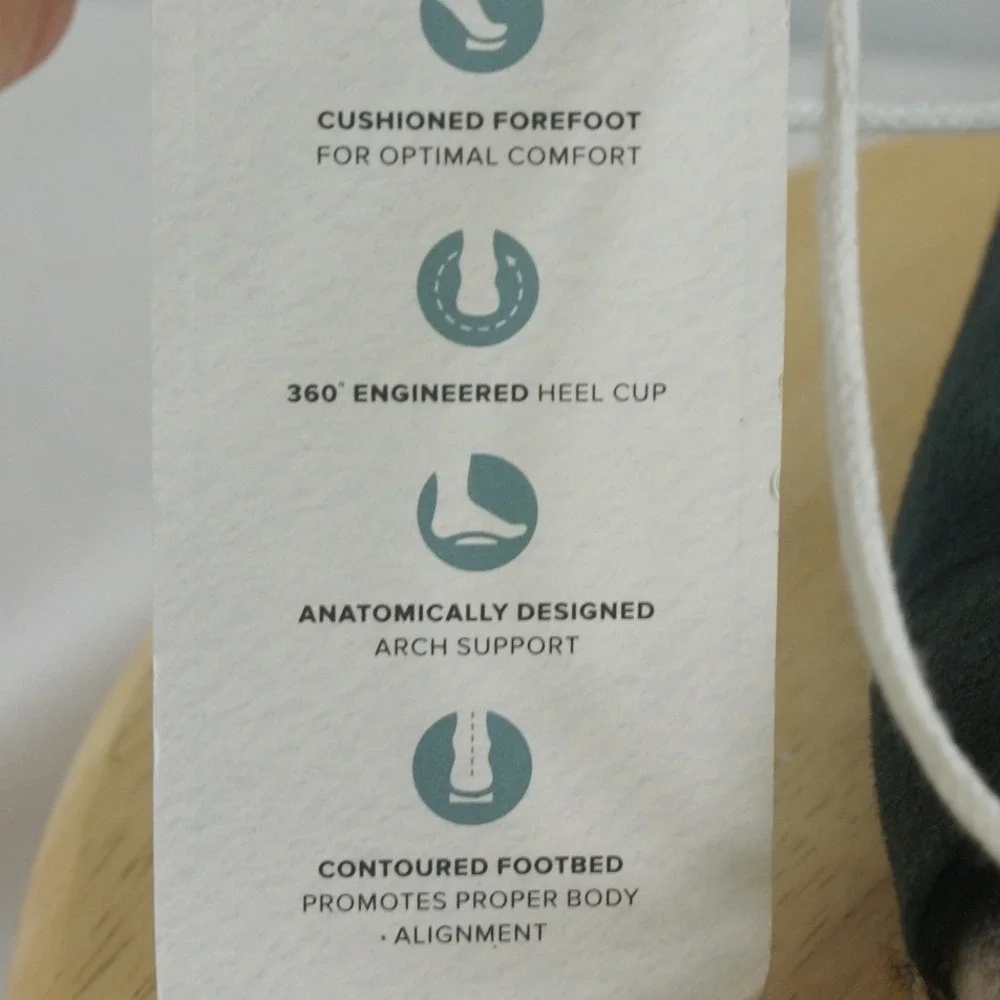 CUSHIONED FOREFOOT
FOR OPTIMAL COMFORT
360° ENGINEERED HEEL CUP
ANATOMICALLY DESIGNED
ARCH SUPPORT
CONTOURED FOOTBED
PROMOTES PROPER BODY
ALIGNMENT